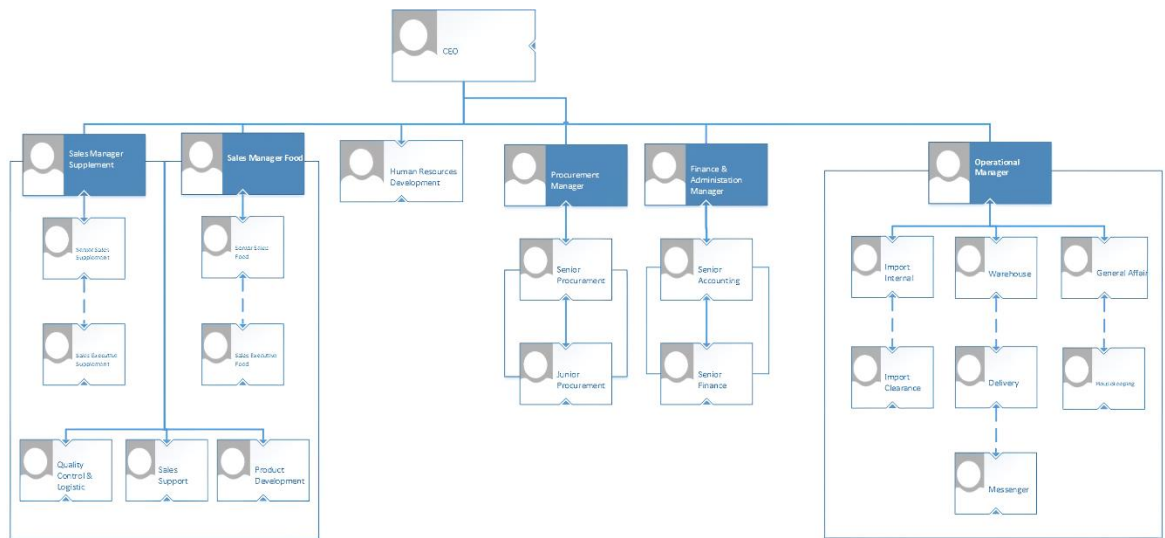 CEO
Sales Manager
Supplement
Sales Manager Food
Human Resources
Development
Procurement
Manager
Finance &
Administation
Manager
Operational
Manager
Senior Sales
Supplement
Senior Sales
Food
Senior
Procurement
Senior
Accounting
Import
Internal
Warehouse
General Affair
Sales Executive
Supplement
Sales Executive
Food
Junior
Procurement
Senior
Finance
Import
Clearance
Delivery
Housekeeping
Quality
Control &
Logistic
Sales
Support
Product
Development
Messenger